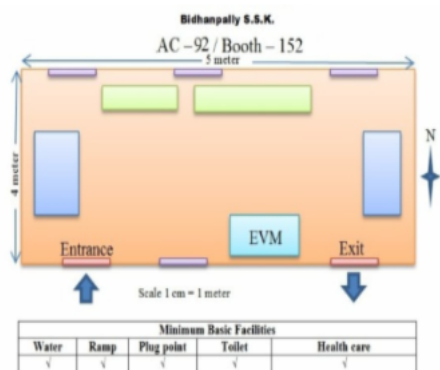 Bidhanpally S.S.K.
AC –92 / Booth – 152
5 meter
4 meter
N
EVM
Entrance
Exit
Scale 1 cm = 1 meter
Minimum Basic Facilities
Water Ramp Plug point Toilet Health care
√ √ √ √ √